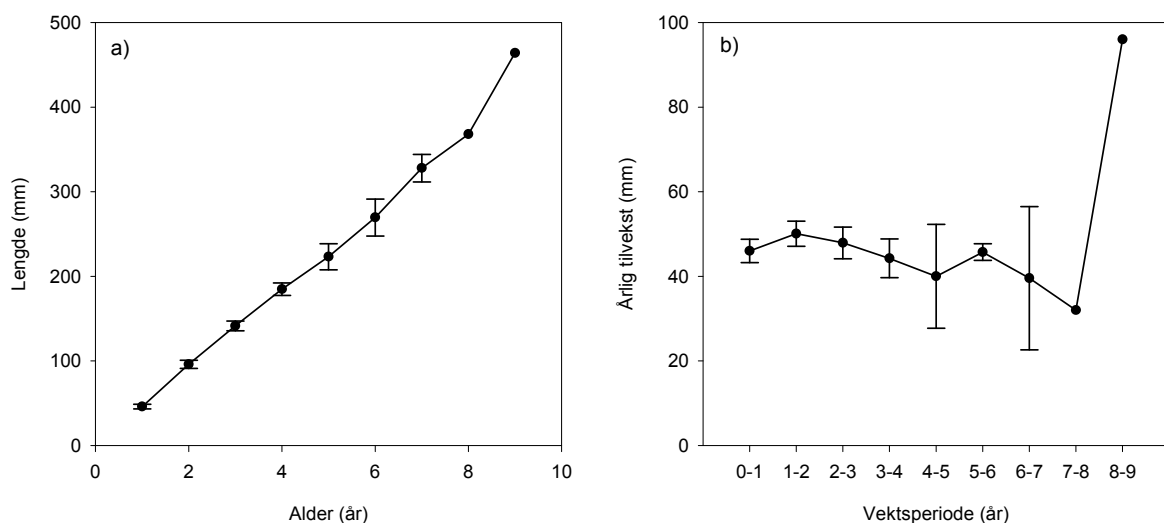 a)
Lengde (mm)
500
400
300
200
100
0
0 2 4 6 8 10
Alder (år)
b)
Årlig tilvekst (mm)
100
80
60
40
20
0
0-1 1-2 2-3 3-4 4-5 5-6 6-7 7-8 8-9
Vektsperiode (år)